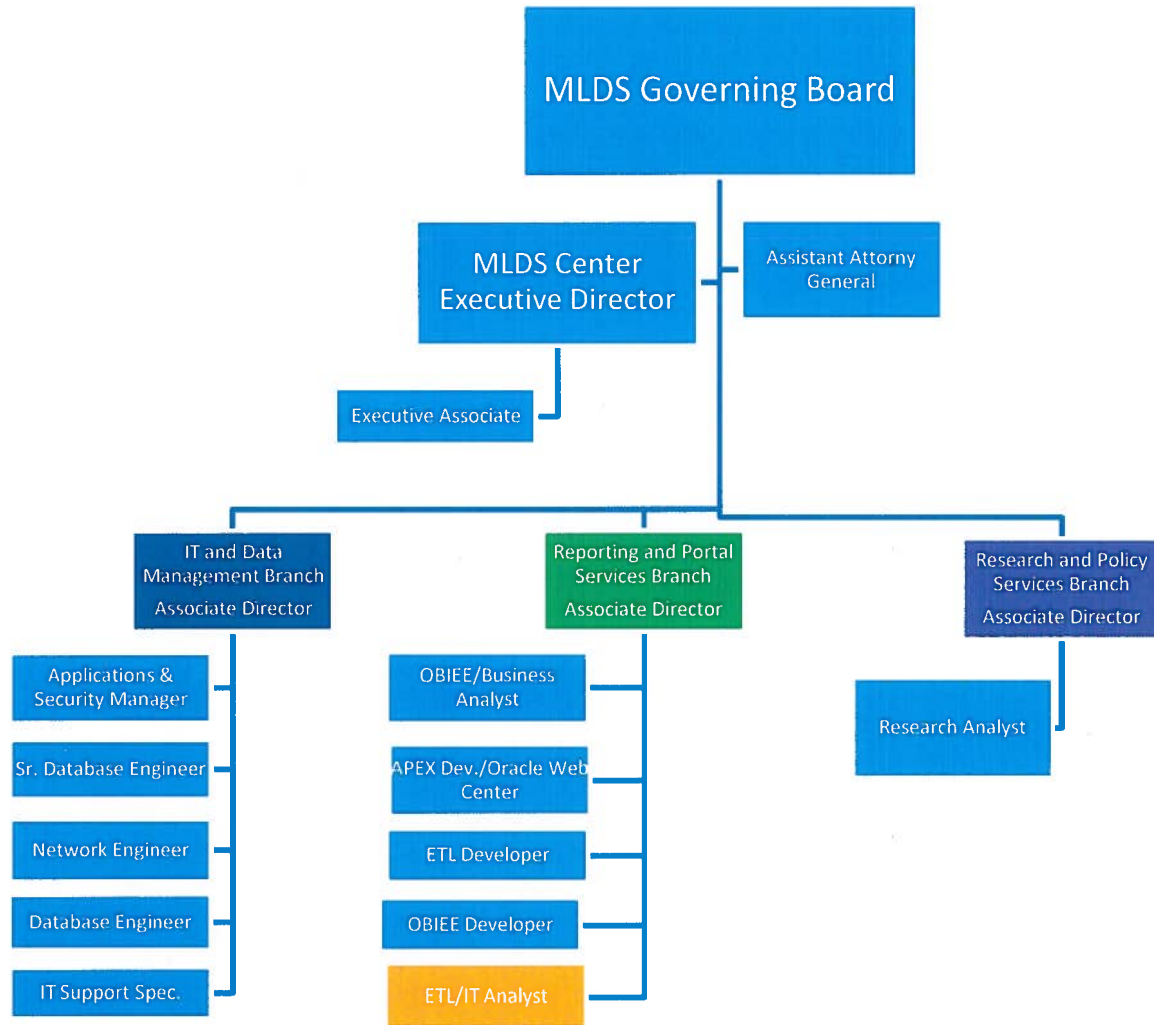 MLDS Governing Board
MLDS Center
Executive Director
Assistant Attorny
General
Executive Associate
IT and Data
Management Branch
Associate Director
Applications &
Security Manager
Sr. Database Engineer
Network Engineer
Database Engineer
IT Support Spec.
Reporting and Portal
Services Branch
Associate Director
OBIEE/Business
Analyst
APEX Dev./Oracle Web
Center
ETL Developer
OBIEE Developer
ETL/IT Analyst
Research and Policy
Services Branch
Associate Director
Research Analyst